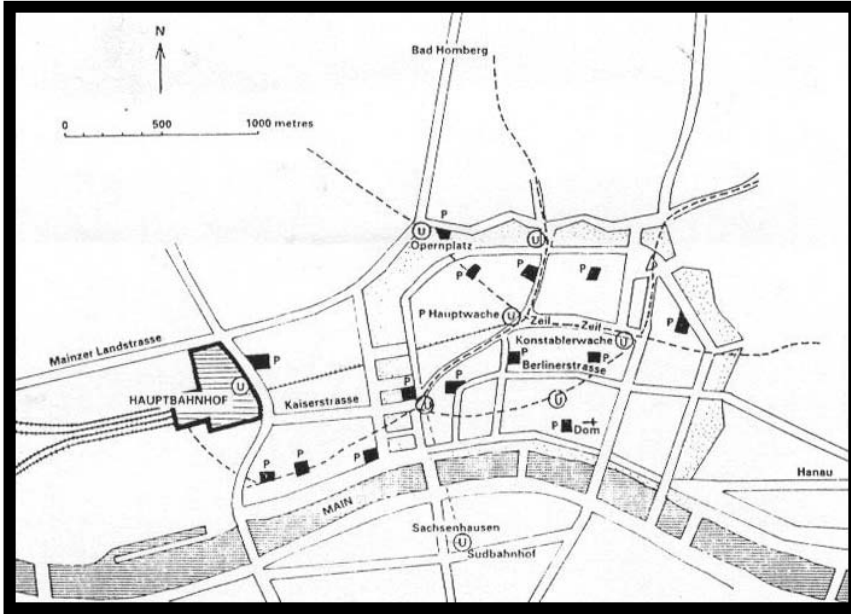 Bad Homberg
N
0 500 1000 metres
P
U
U
Opernplatz
P
P
P
P Hauptwache
U
Zeil
Zeil
P
Konstablerwache
U
Mainzer Landstrasse
P
P
P
Berlinerstrasse
U
HAUPTBAHNHOF
P
P
Kaiserstrasse
U
U
P
Dom
P
P
P
Hanau
MAIN
Sachsenhausen
U
Sudbahnhof